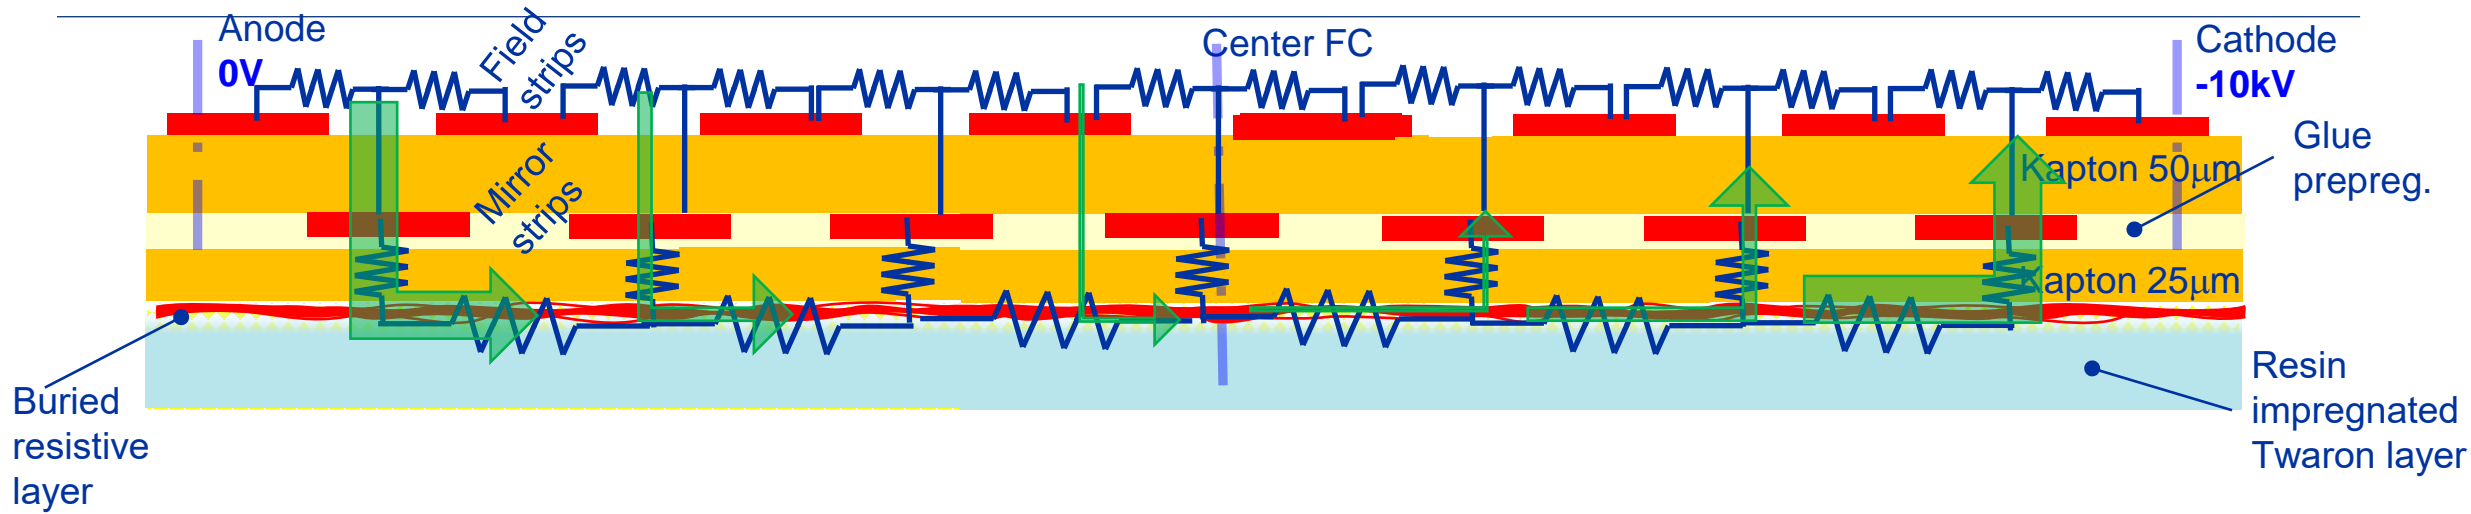 Anode
0V
Field
strips
Center FC
Cathode
-10kV
Glue
prepreg.
Mirror
strips
Kapton 50μm
Kapton 25μm
Buried
resistive
layer
Resin
impregnated
Twaron layer